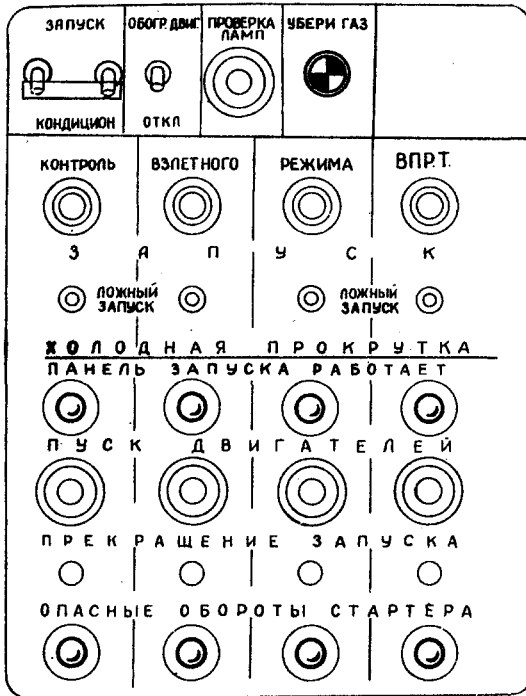 ЗАПУСК ОБОГР. ДВИГ. ПРОВЕРКА ЛАМП УБЕРИ ГАЗ
КОНДИЦИОН ОТКЛ
КОНТРОЛЬ ВЗЛЕТНОГО РЕЖИМА ВПР.Т.
ЗАПУСК
ЛОЖНЫЙ ЗАПУСК ЛОЖНЫЙ ЗАПУСК
ХОЛОДНАЯ ПРОКРУТКА
ПАНЕЛЬ ЗАПУСКА РАБОТАЕТ
ПУСК ДВИГАТЕЛЕЙ
ПРЕКРАЩЕНИЕ ЗАПУСКА
ОПАСНЫЕ ОБОРОТЫ СТАРТЕРА